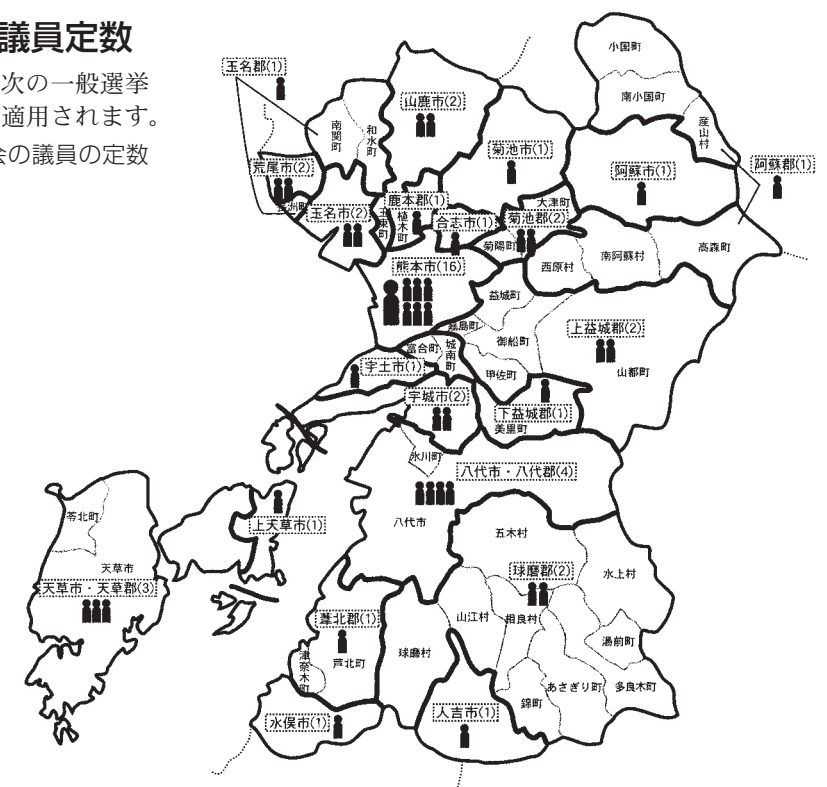 議員定数
次の一般選挙
適用されます。
会の議員の定数
玉名郡(1)
小国町
南小国町
産山村
山鹿市(2)
南関町
和水町
菊池市(1)
阿蘇市(1)
阿蘇郡(1)
荒尾市(2)
長洲町
玉名市(2)
玉東町
鹿本郡(1)
植木町
合志市(1)
大津町
菊池郡(2)
菊陽町
西原村
南阿蘇村
高森町
熊本市(16)
益城町
嘉島町
御船町
上益城郡(2)
富合町
城南町
甲佐町
山都町
宇土市(1)
宇城市(2)
下益城郡(1)
美里町
氷川町
八代市・八代郡(4)
八代市
苓北町
天草市
天草市・天草郡(3)
上天草市(1)
五木村
球磨郡(2)
水上村
山江村
相良村
湯前町
葦北郡(1)
津奈木町
芦北町
球磨村
あさぎり町
多良木町
錦町
水俣市(1)
人吉市(1)